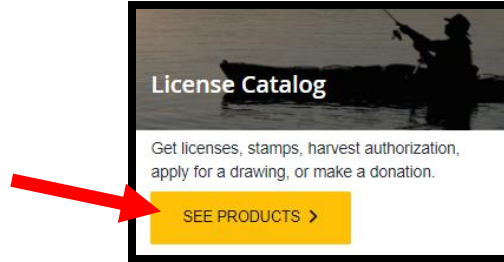 License Catalog
Get licenses, stamps, harvest authorization,
apply for a drawing, or make a donation.
SEE PRODUCTS >